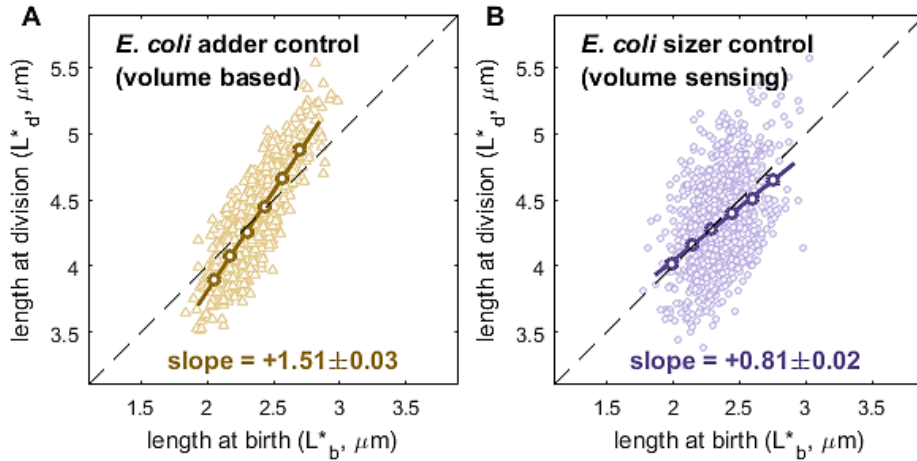 A
E. coli adder control
(volume based)
5.5
5
4.5
4
3.5
length at division (L*d, μm)
slope = +1.51±0.03
1.5
2
2.5
3
3.5
length at birth (L*b, μm)
B
E. coli sizer control
(volume sensing)
5.5
5
4.5
4
3.5
length at division (L*d, μm)
slope = +0.81±0.02
1.5
2
2.5
3
3.5
length at birth (L*b, μm)